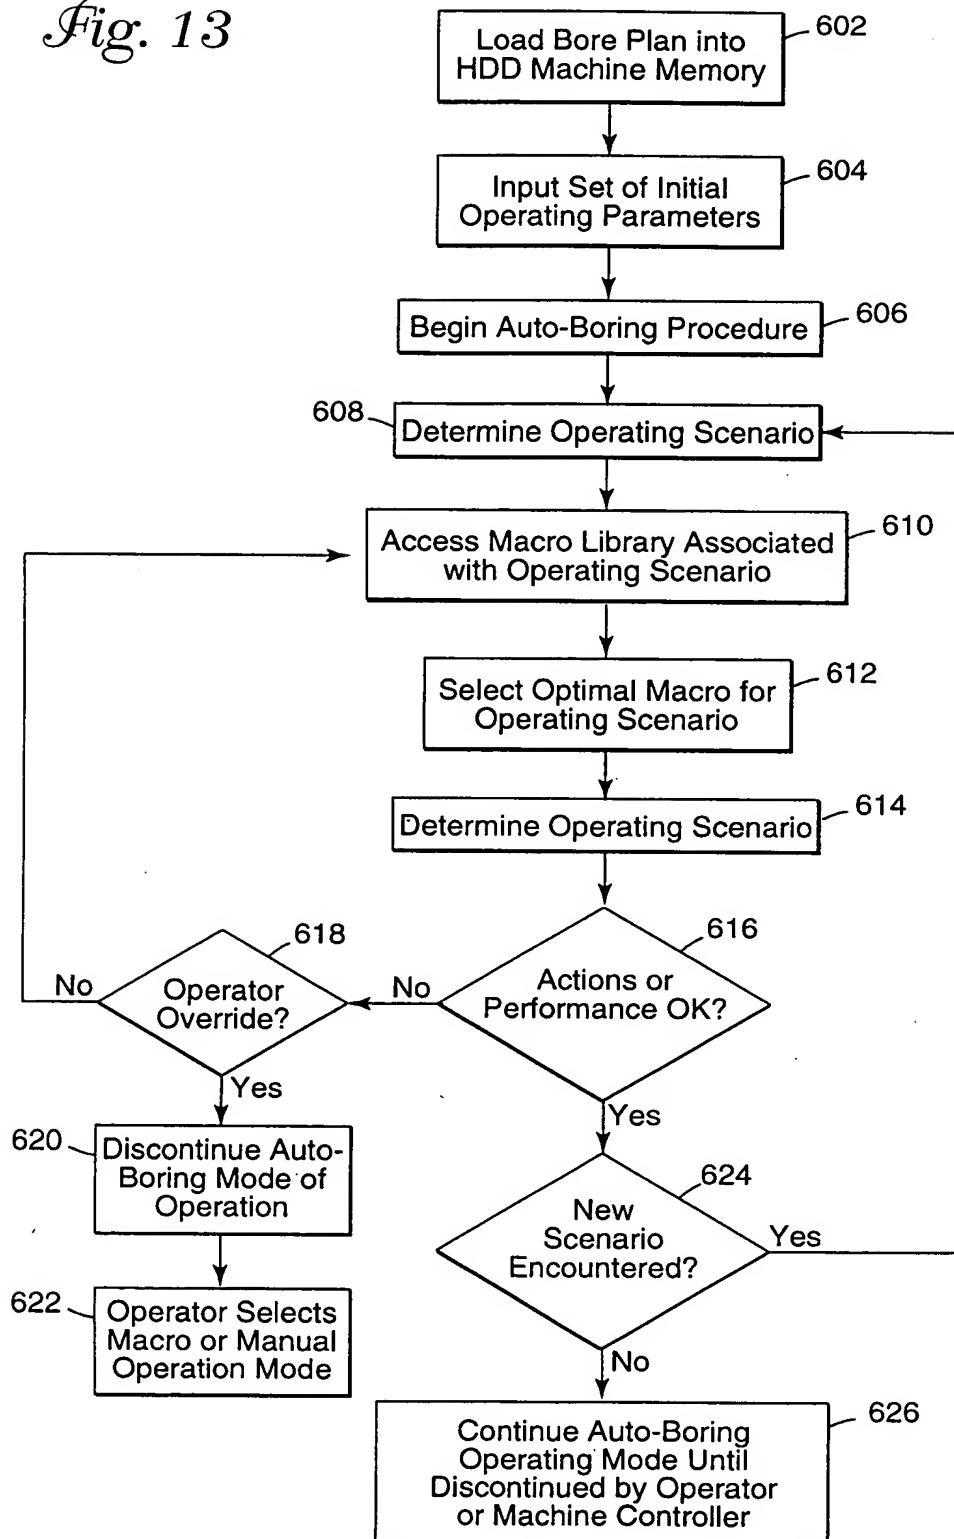 Fig. 13
Load Bore Plan into
HDD Machine Memory
602
Input Set of Initial
Operating Parameters
604
Begin Auto-Boring Procedure
606
608
Determine Operating Scenario
Access Macro Library Associated
with Operating Scenario
610
Select Optimal Macro for
Operating Scenario
612
Determine Operating Scenario
614
Actions or
Performance OK?
616
No
Operator
Override?
618
No
Yes
620
Discontinue Auto-
Boring Mode of
Operation
622
Operator Selects
Macro or Manual
Operation Mode
Yes
New
Scenario
Encountered?
624
Yes
No
Continue Auto-Boring
Operating Mode Until
Discontinued by Operator
or Machine Controller
626